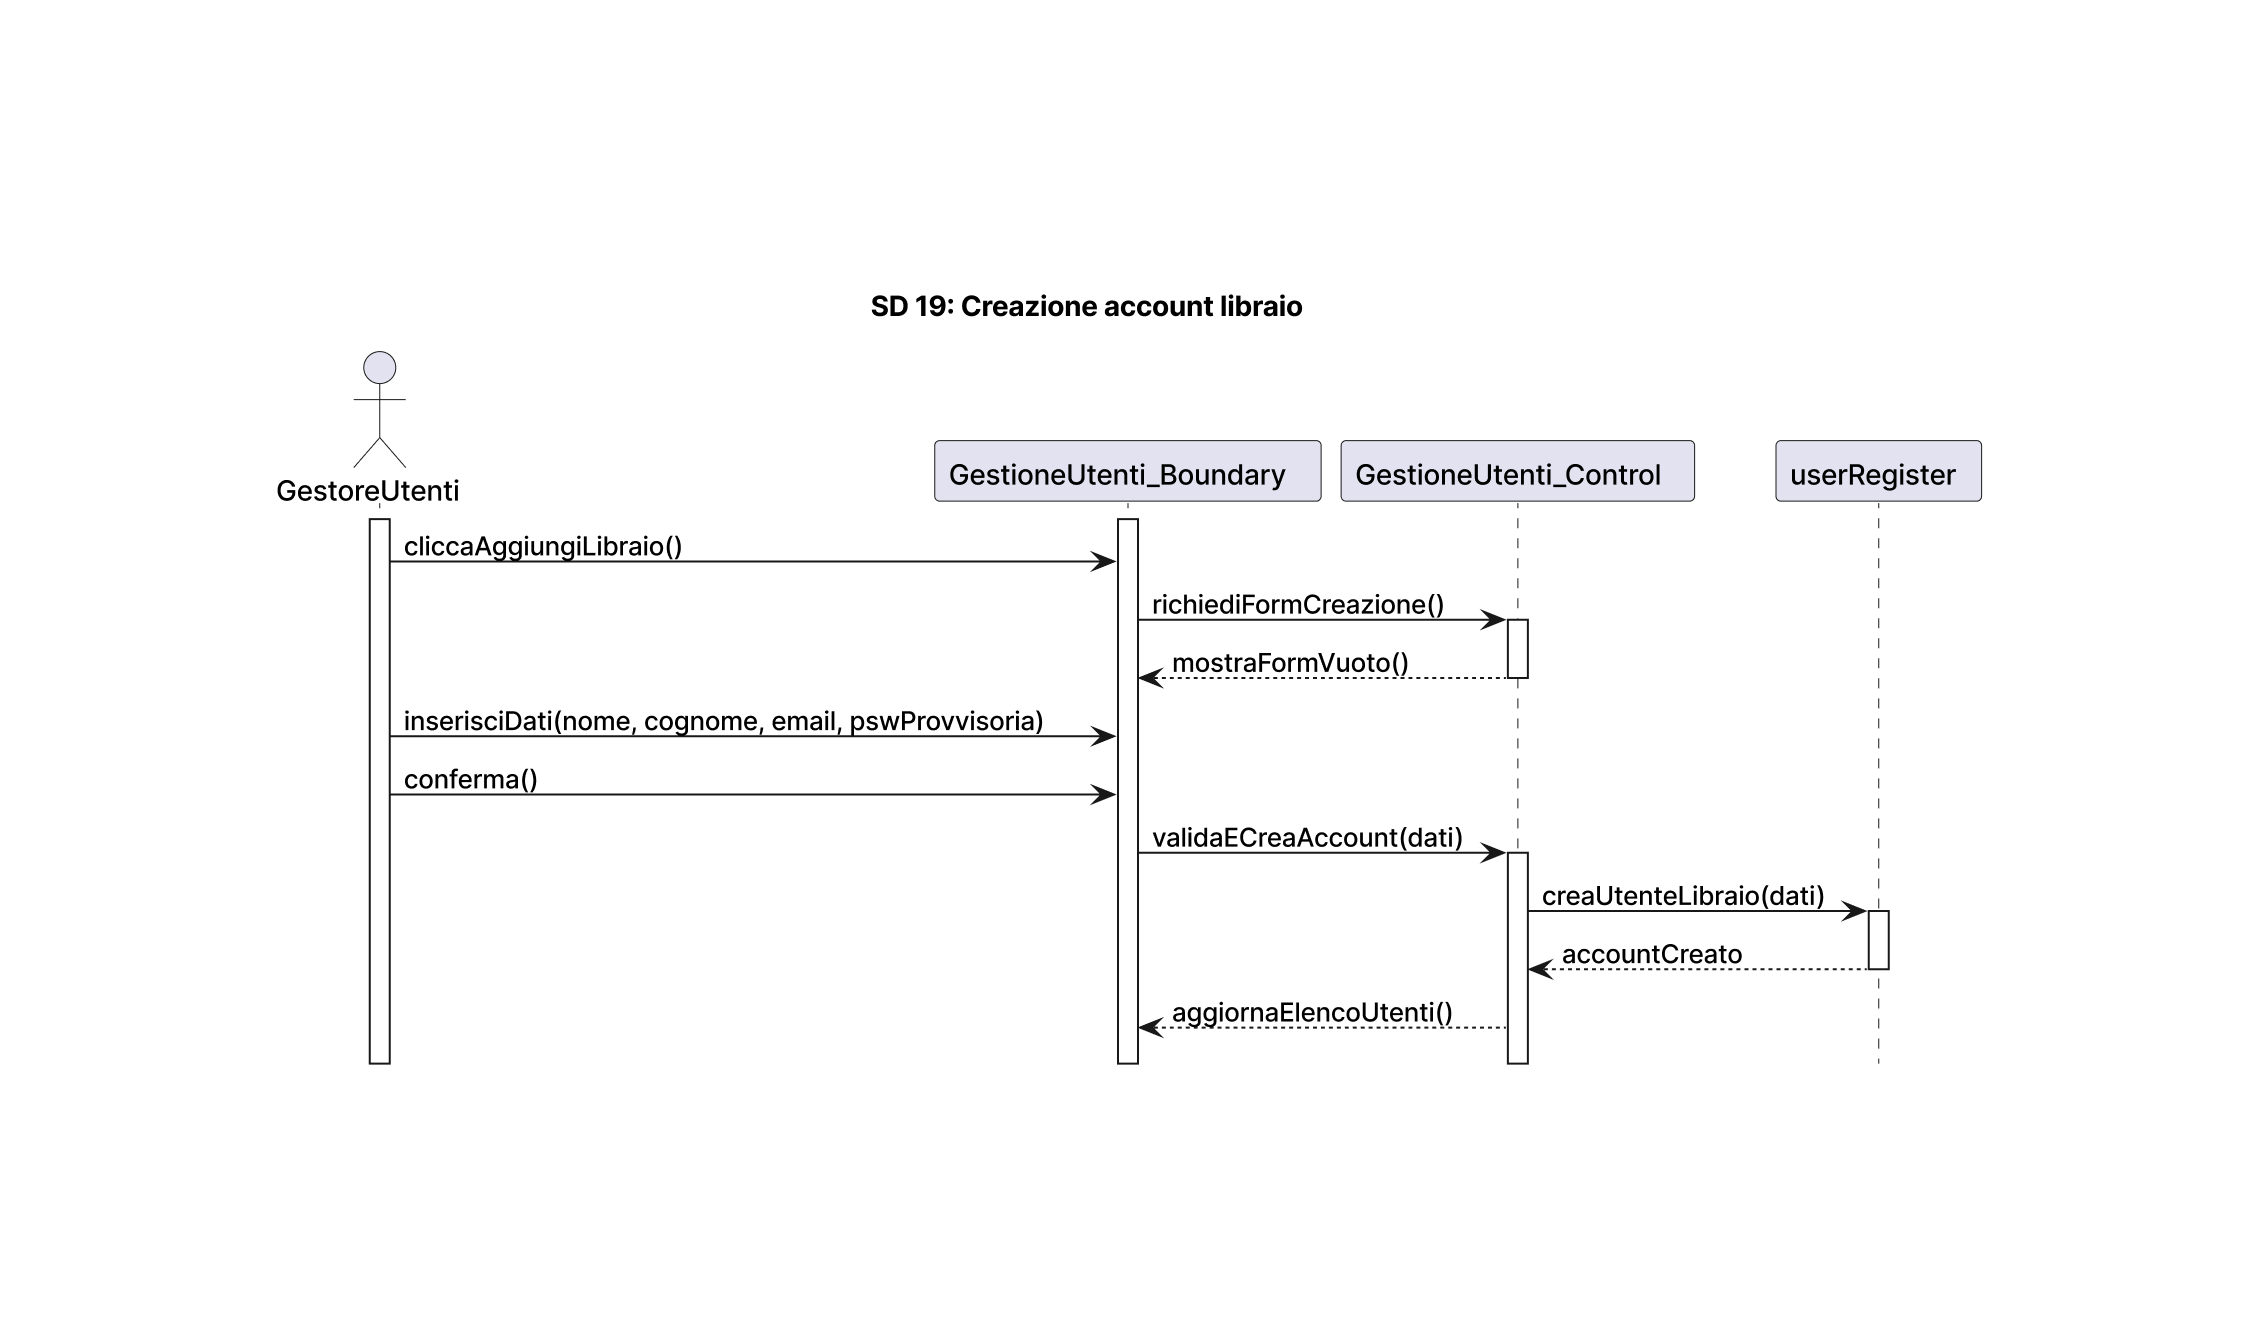 SD 19: Creazione account libraio
GestoreUtenti
GestioneUtenti_Boundary
GestioneUtenti_Control
userRegister
cliccaAggiungiLibraio()
richiediFormCreazione()
mostraFormVuoto()
inserisciDati(nome, cognome, email, pswProvvisoria)
conferma()
validaECreaAccount(dati)
creaUtenteLibraio(dati)
accountCreato
aggiornaElencoUtenti()